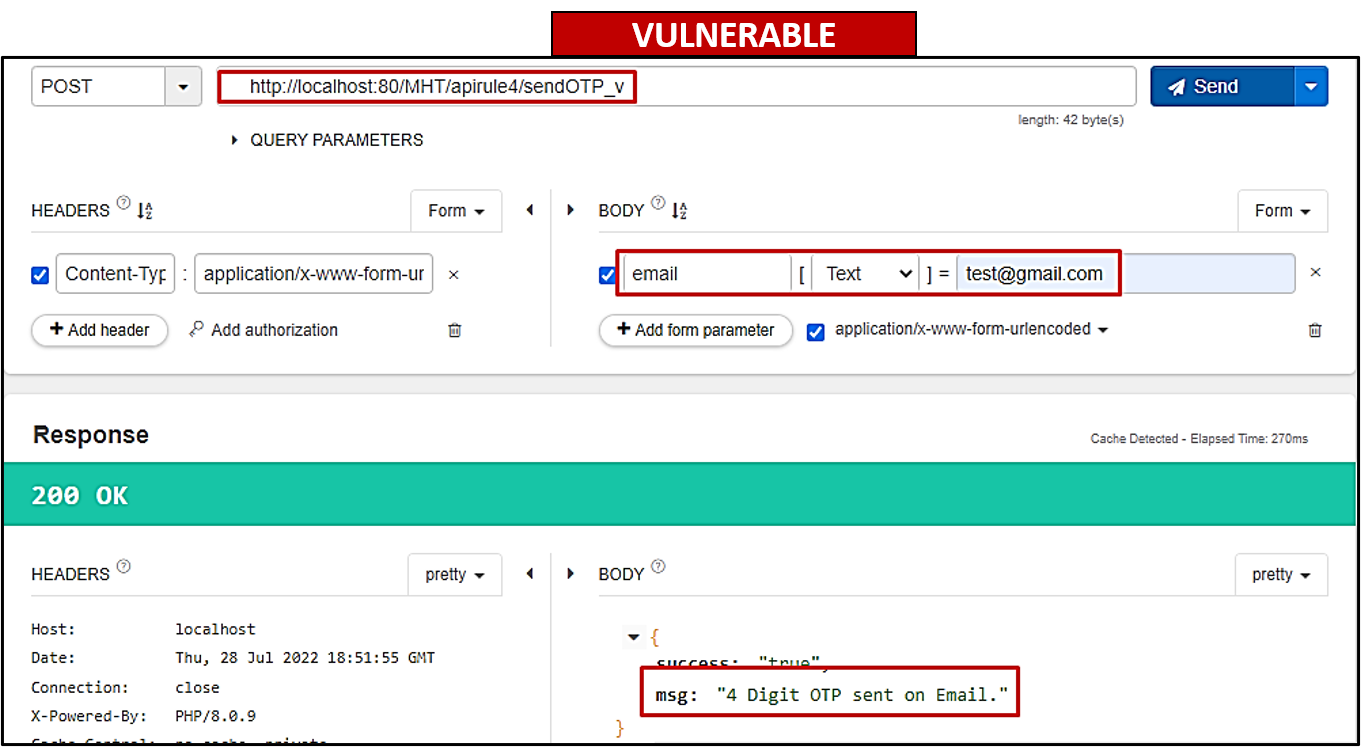 VULNERABLE
POST http://localhost:80/MHT/apirule4/sendOTP_v Send
length: 42 byte(s)
QUERY PARAMETERS
HEADERS ? Form BODY ? Form
Content-Typ : application/x-www-form-ur × email [ Text ] = test@gmail.com ×
+ Add header Add authorization + Add form parameter application/x-www-form-urlencoded
Response Cache Detected - Elapsed Time: 270ms
200 OK
HEADERS ? pretty BODY ? pretty
Host: localhost {
Date: Thu, 28 Jul 2022 18:51:55 GMT success: "true",
Connection: close msg: "4 Digit OTP sent on Email."
X-Powered-By: PHP/8.0.9 }
Cache-Control: no-cache, private